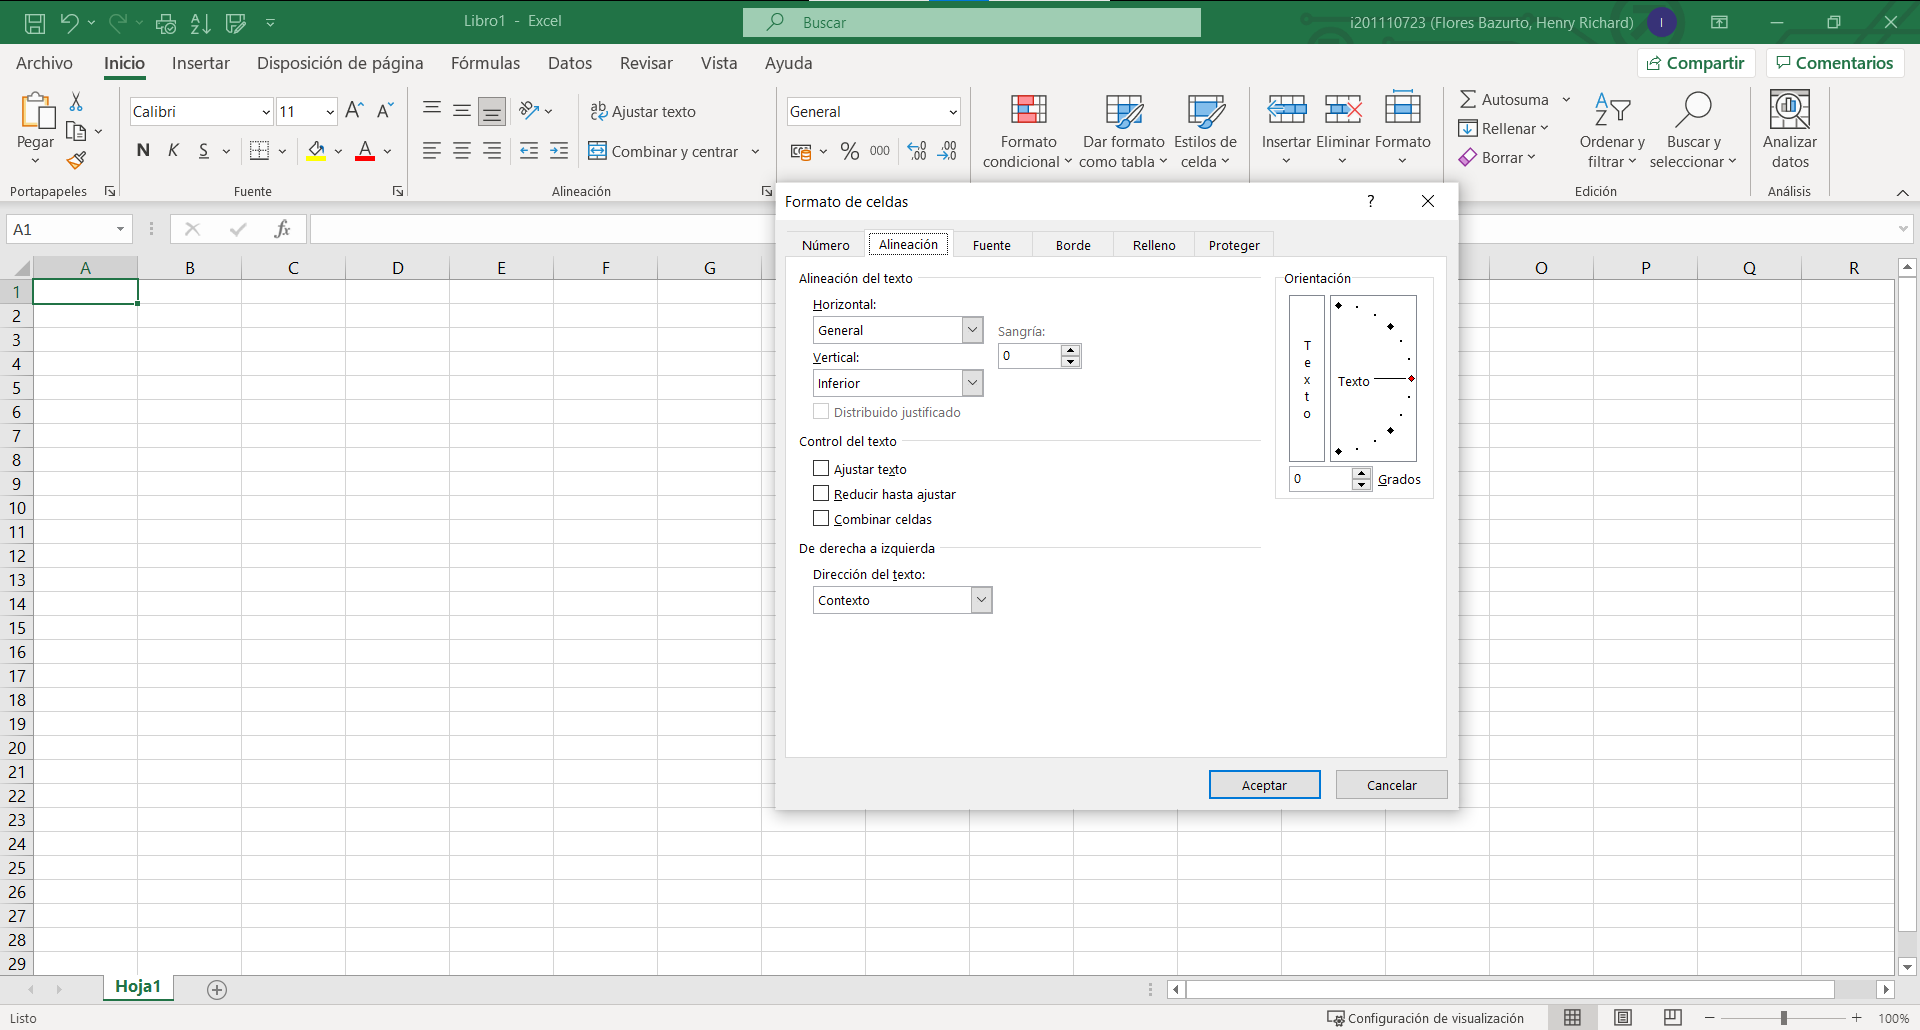 Libro1 - Excel
Buscar
i201110723 (Flores Bazurto, Henry Richard)
I
Archivo Inicio Insertar Disposición de página Fórmulas Datos Revisar Vista Ayuda
Compartir Comentarios
Pegar
Portapapeles
Calibri 11
N K S
Fuente
Ajustar texto
Combinar y centrar
Alineación
General
% 000
Formato condicional
Dar formato como tabla
Estilos de celda
Insertar Eliminar Formato
Autosuma
Rellenar
Borrar
Ordenar y filtrar
Buscar y seleccionar
Edición
Analizar datos
Análisis
A1
fx
A B C D E F G O P Q R
1
2
3
4
5
6
7
8
9
10
11
12
13
14
15
16
17
18
19
20
21
22
23
24
25
26
27
28
29
Formato de celdas
?
Número Alineación Fuente Borde Relleno Proteger
Alineación del texto
Horizontal:
General
Sangría:
0
Vertical:
Inferior
Distribuido justificado
Control del texto
Ajustar texto
Reducir hasta ajustar
Combinar celdas
De derecha a izquierda
Dirección del texto:
Contexto
Orientación
Texto
Texto
0 Grados
Aceptar Cancelar
Hoja1
Listo
Configuración de visualización
100%